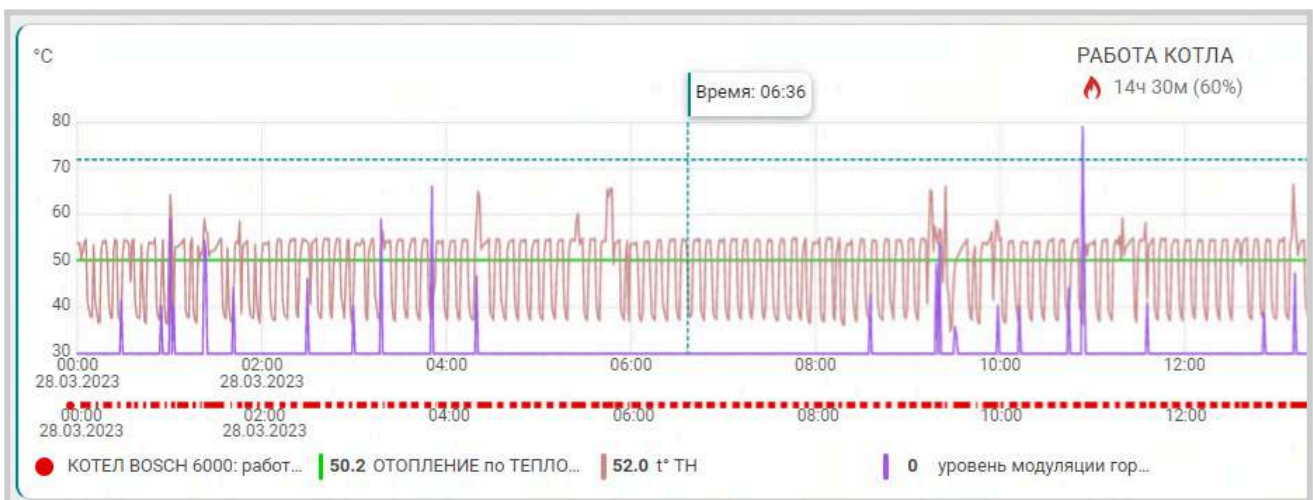 °C
РАБОТА КОТЛА
14ч 30м (60%)
Время: 06:36
80
70
60
50
40
30
00:00 02:00 04:00 06:00 08:00 10:00 12:00
28.03.2023 28.03.2023
00:00 02:00 04:00 06:00 08:00 10:00 12:00
28.03.2023 28.03.2023
КОТЕЛ BOSCH 6000: работ... 50.2 ОТОПЛЕНИЕ по ТЕПЛО... 52.0 t° ТН 0 уровень модуляции гор...